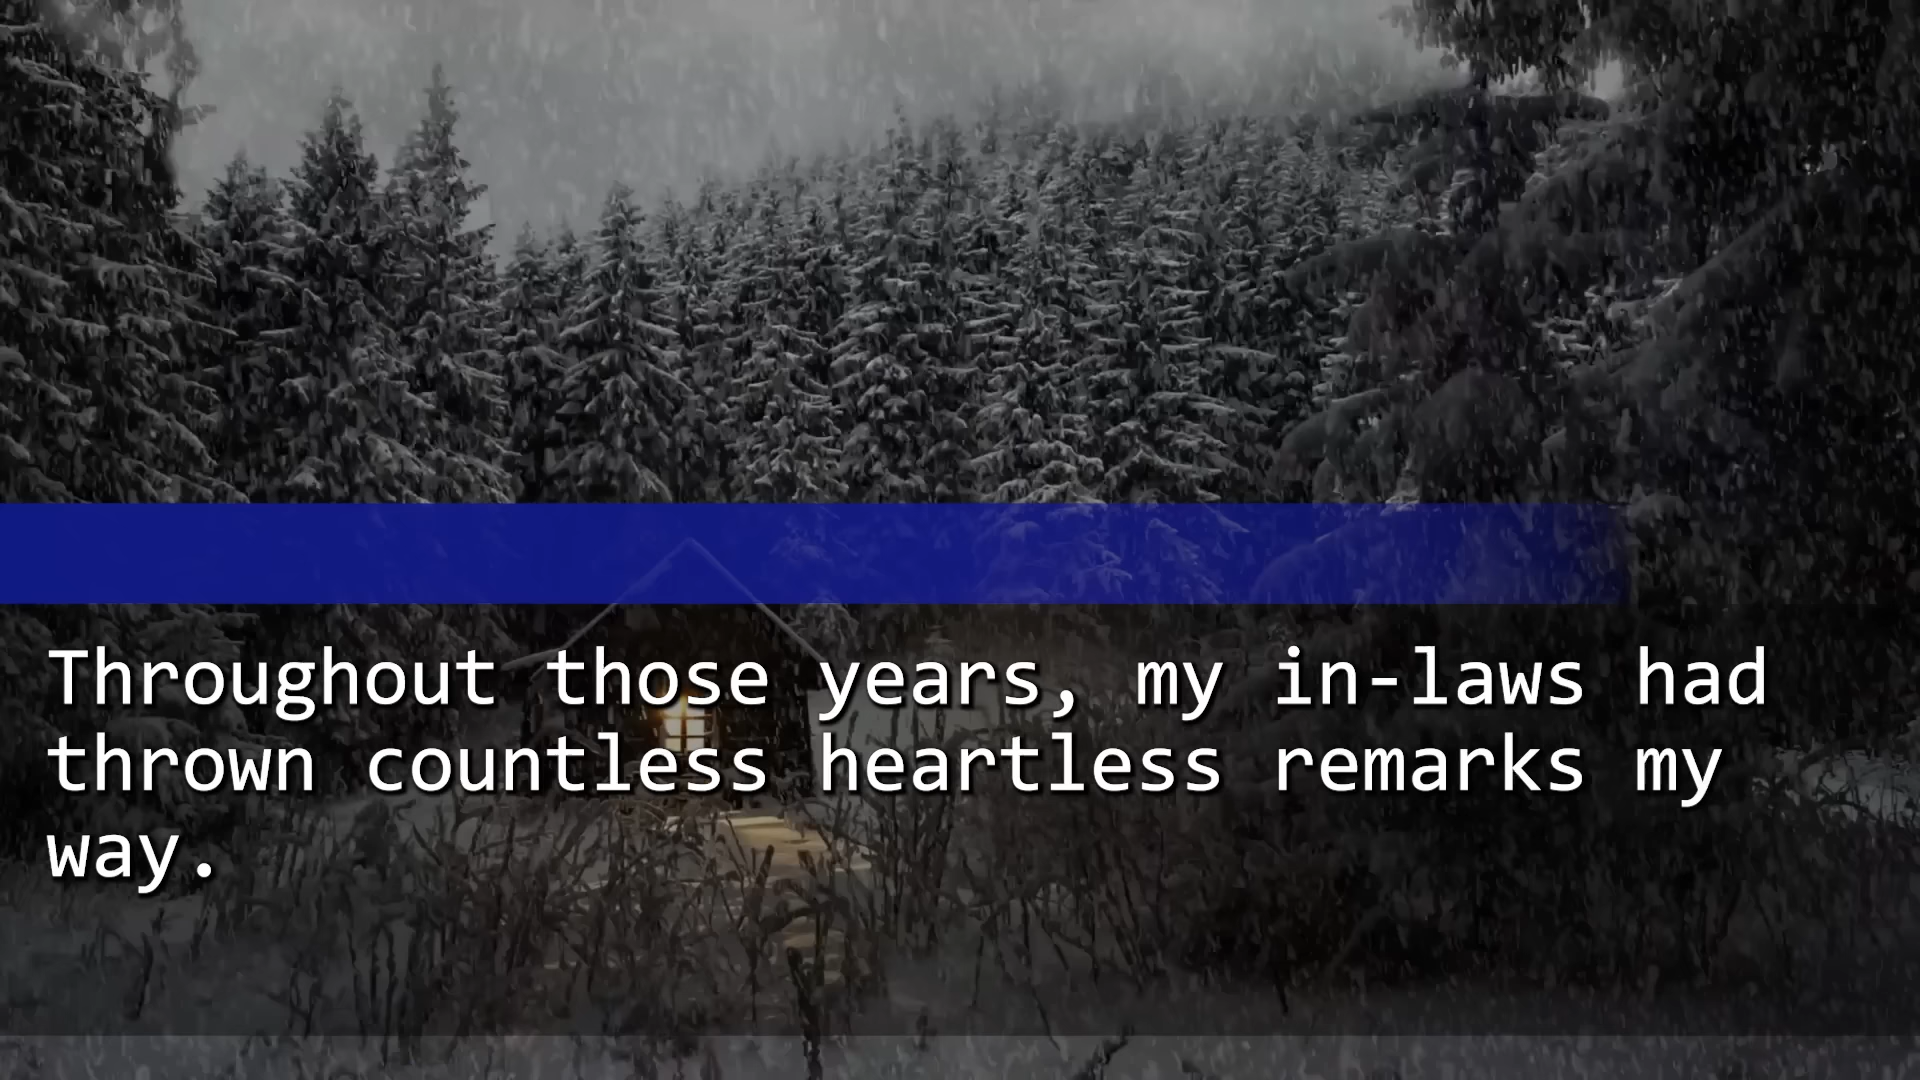 Throughout those years, my in-laws had
thrown countless heartless remarks my
way.